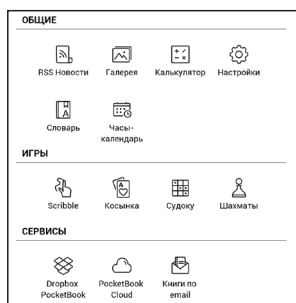 ОБЩИЕ
RSS Новости Галерея Калькулятор Настройки
Словарь Часы-
календарь
ИГРЫ
Scribble Косынка Судоку Шахматы
СЕРВИСЫ
Dropbox PocketBook Книги по
PocketBook Cloud email